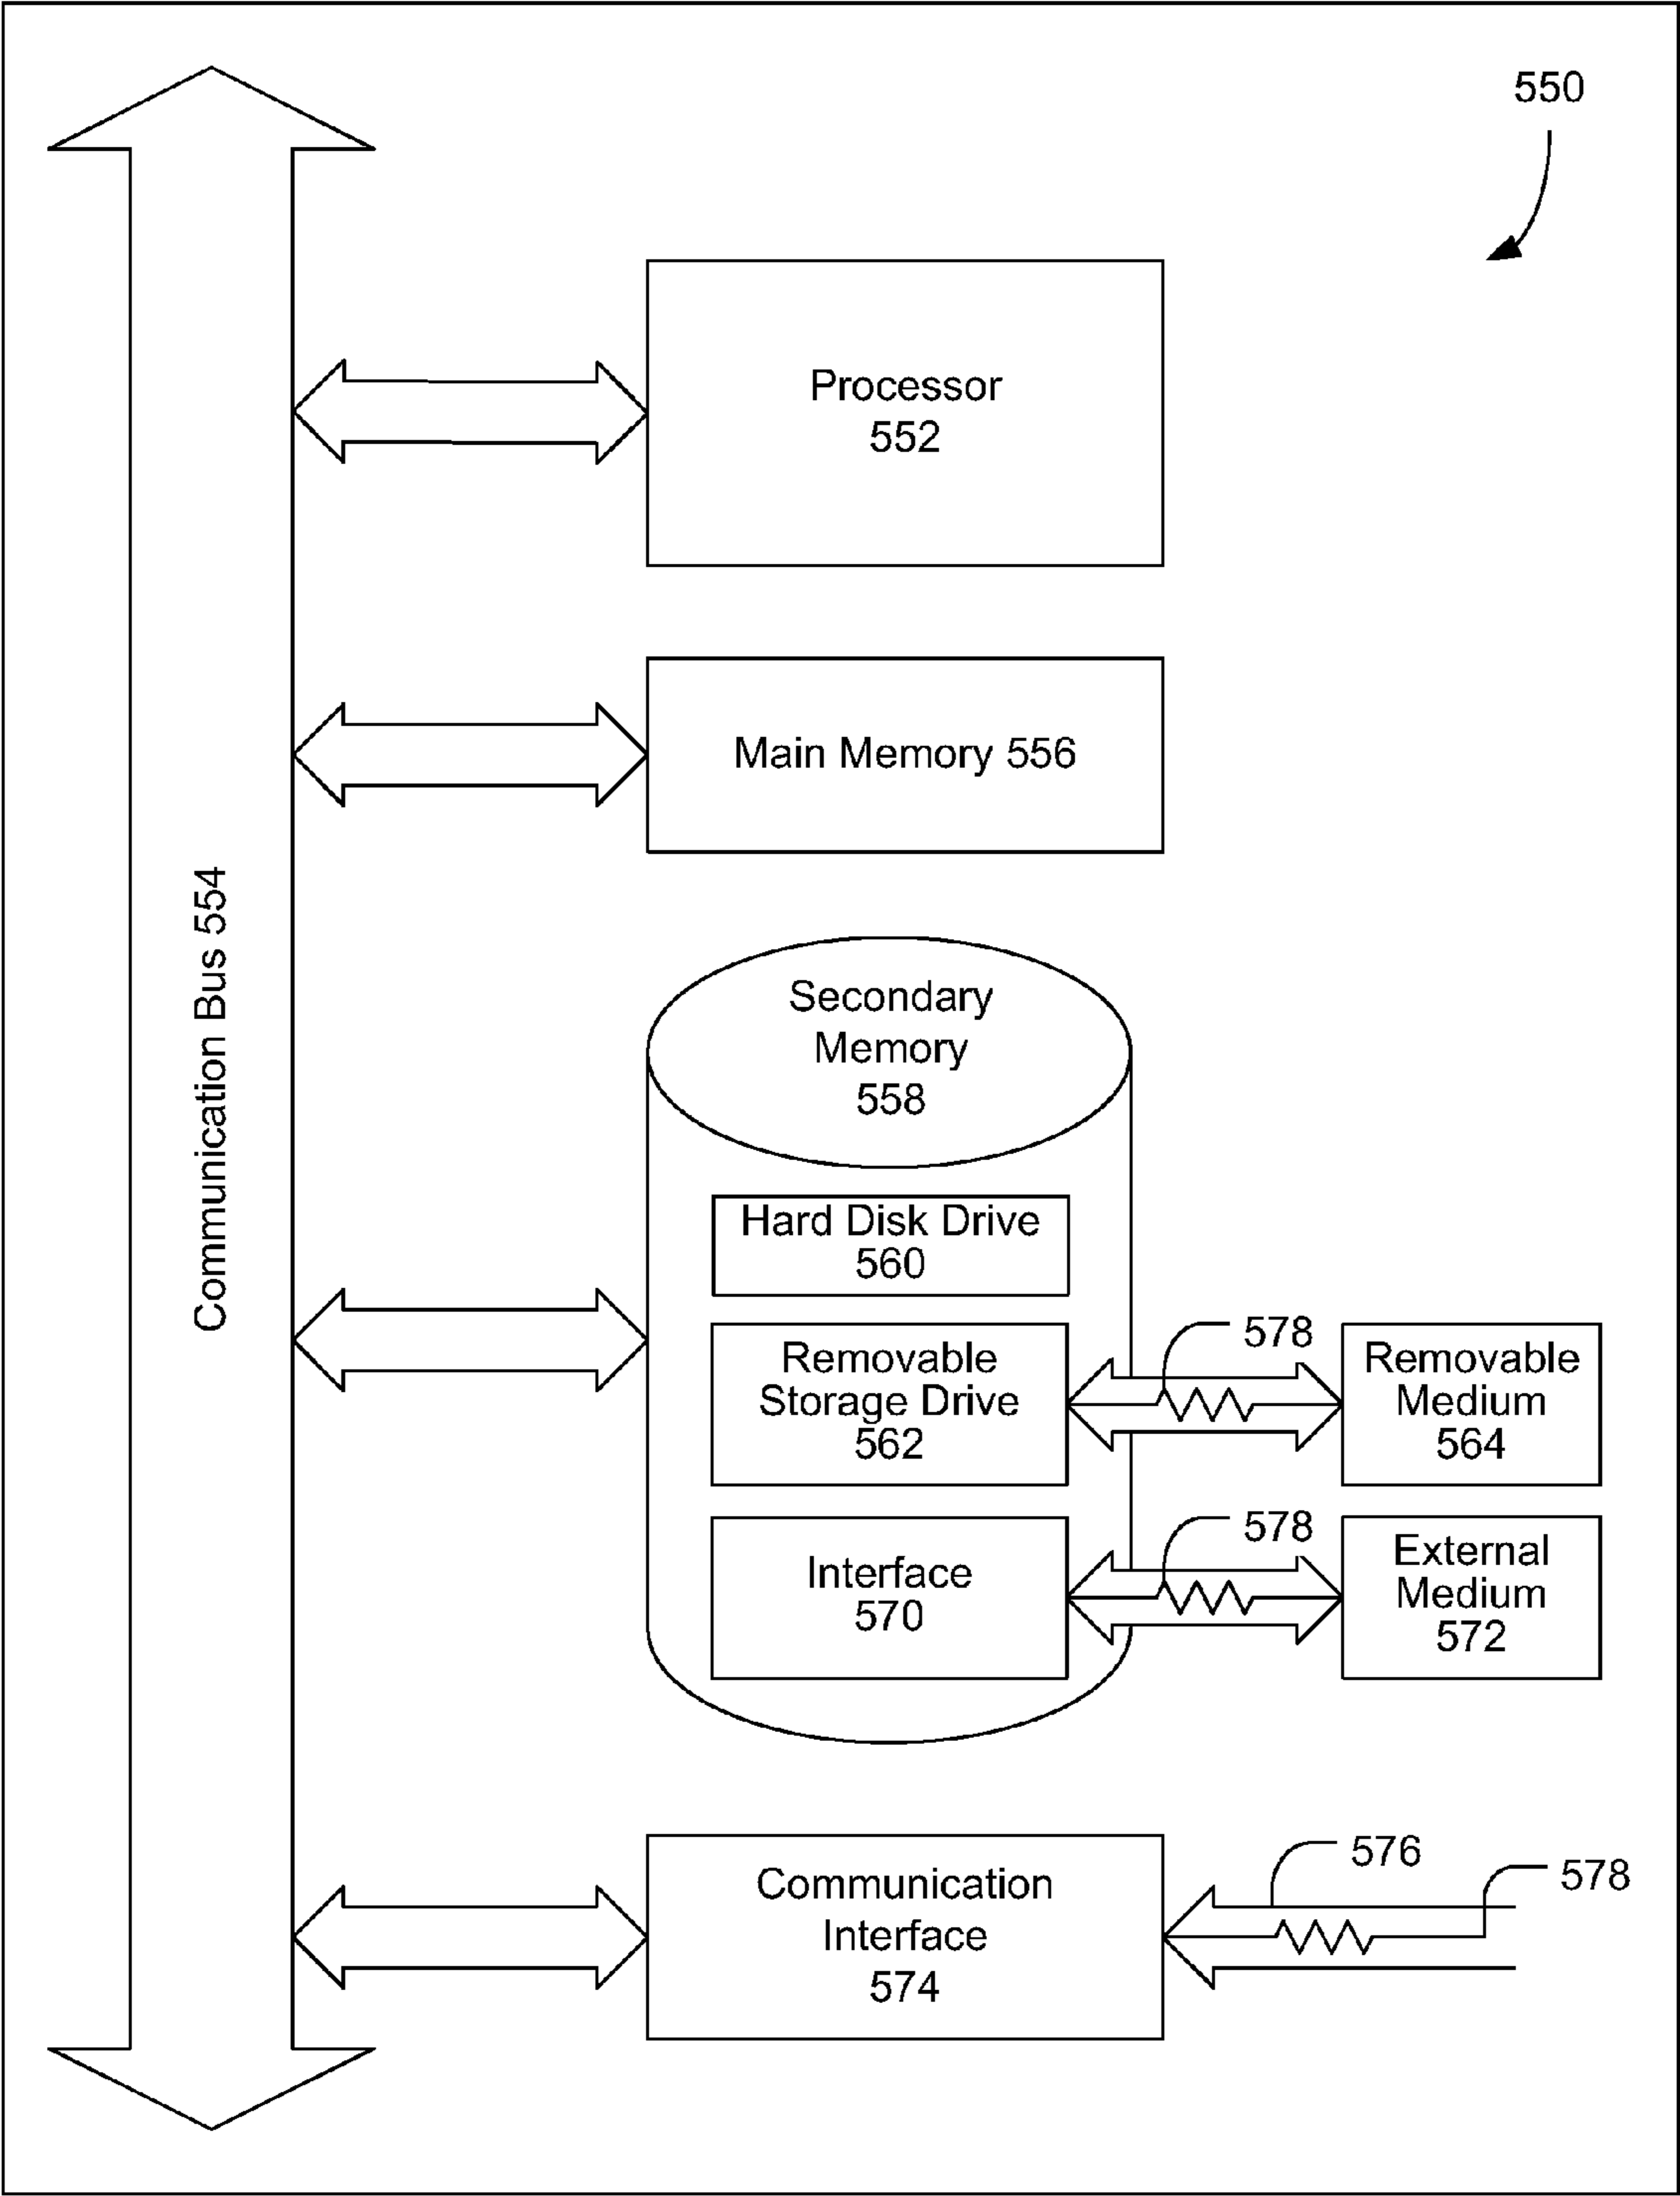 550
Processor
552
Main Memory 556
Communication Bus 554
Secondary
Memory
558
Hard Disk Drive
560
Removable
Storage Drive
562
578
Removable
Medium
564
Interface
570
578
External
Medium
572
Communication
Interface
574
576
578